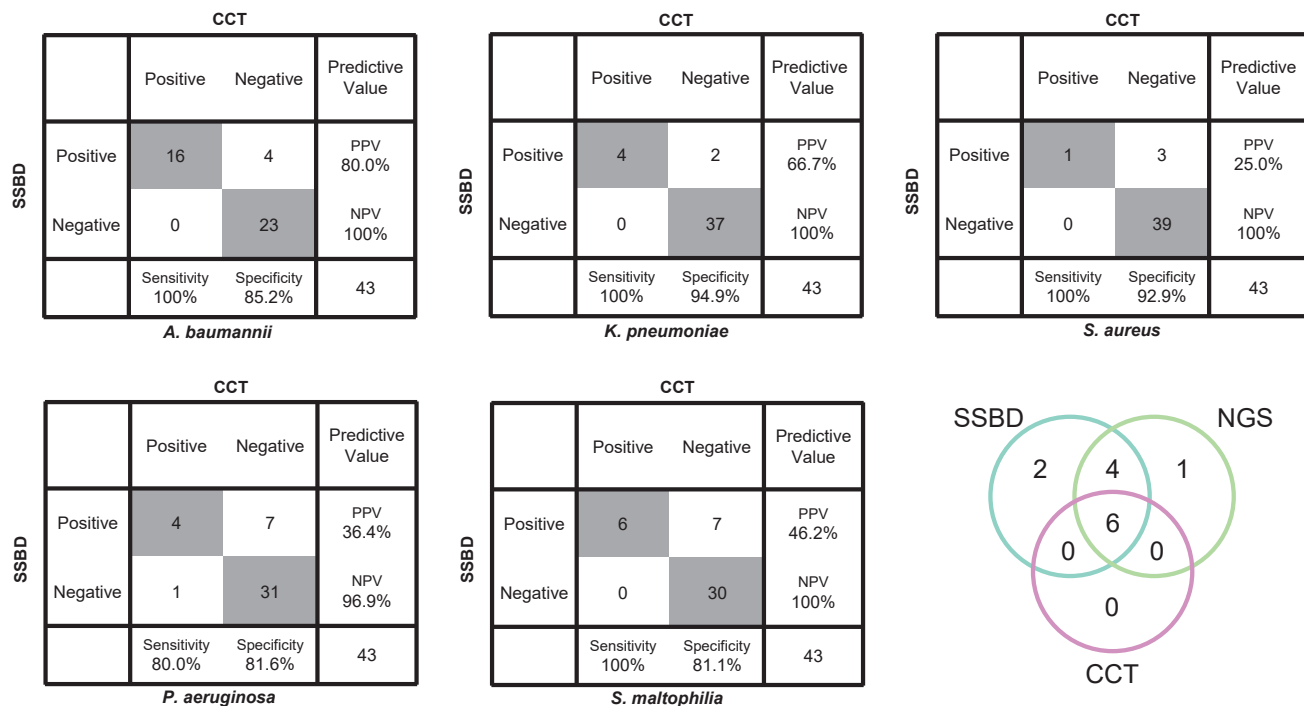 CCT
Positive Negative Predictive
Value
SSBD
Positive 16 4 PPV
80.0%
Negative 0 23 NPV
100%
Sensitivity
100%
Specificity
85.2%
43
A. baumannii
CCT
Positive Negative Predictive
Value
SSBD
Positive 4 2 PPV
66.7%
Negative 0 37 NPV
100%
Sensitivity
100%
Specificity
94.9%
43
K. pneumoniae
CCT
Positive Negative Predictive
Value
SSBD
Positive 1 3 PPV
25.0%
Negative 0 39 NPV
100%
Sensitivity
100%
Specificity
92.9%
43
S. aureus
CCT
Positive Negative Predictive
Value
SSBD
Positive 4 7 PPV
36.4%
Negative 1 31 NPV
96.9%
Sensitivity
80.0%
Specificity
81.6%
43
P. aeruginosa
CCT
Positive Negative Predictive
Value
SSBD
Positive 6 7 PPV
46.2%
Negative 0 30 NPV
100%
Sensitivity
100%
Specificity
81.1%
43
S. maltophilia
SSBD NGS
2 4 1
6
0 0
0
CCT